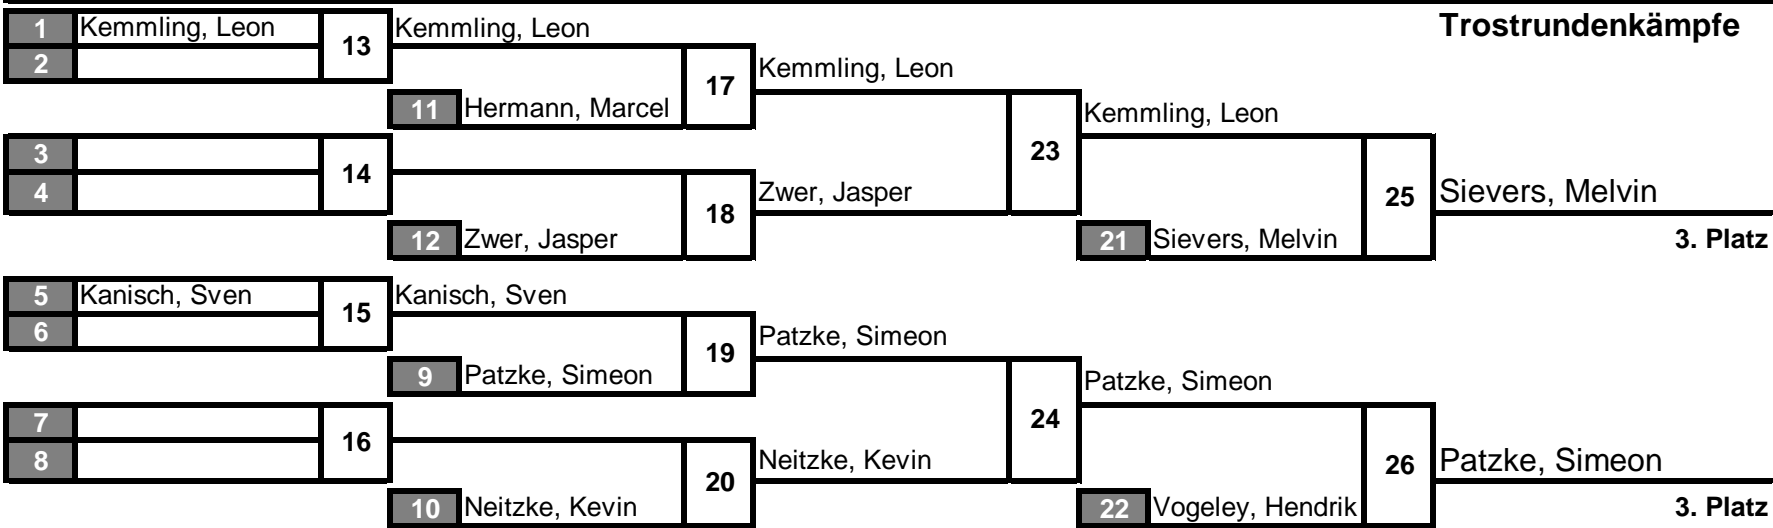 Trostrundenkämpfe
1 Kemmling, Leon 13 Kemmling, Leon
2
17 Kemmling, Leon
11 Hermann, Marcel
Kemmling, Leon
3
14
23
4
18 Zwer, Jasper
25 Sievers, Melvin
12 Zwer, Jasper
21 Sievers, Melvin
3. Platz
5 Kanisch, Sven 15 Kanisch, Sven
6
19 Patzke, Simeon
9 Patzke, Simeon
Patzke, Simeon
7
16
24
8
20 Neitzke, Kevin
26 Patzke, Simeon
10 Neitzke, Kevin
22 Vogeley, Hendrik
3. Platz